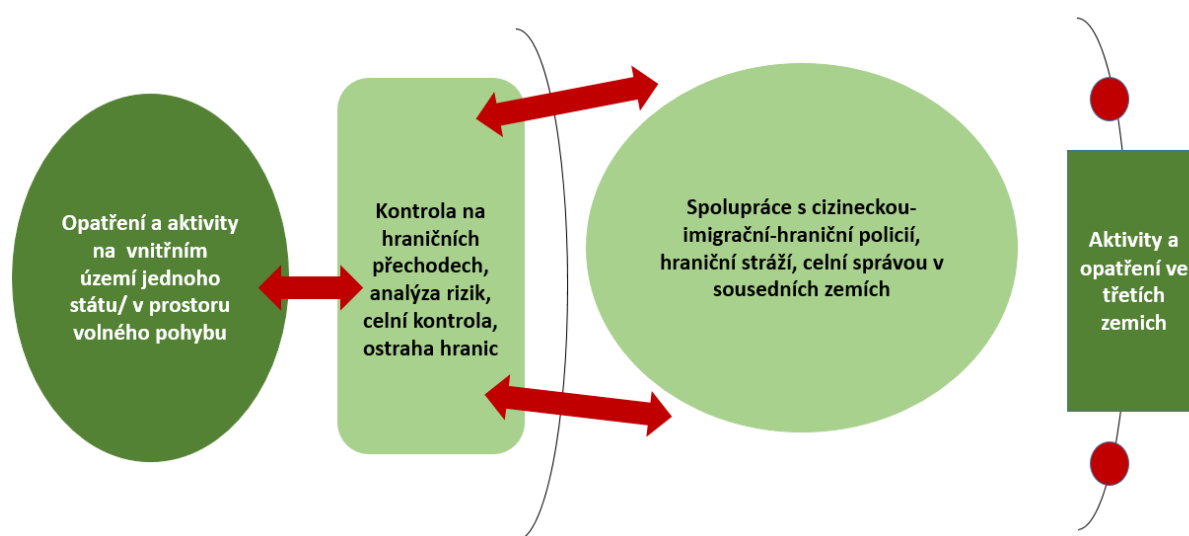 Opatření a aktivity
na vnitřním
území jednoho
státu/ v prostoru
volného pohybu
Kontrola na
hraničních
přechodech,
analýza rizik,
celní kontrola,
ostraha hranic
Spolupráce s cizineckou-
imigrační-hraniční policií,
hraniční stráží, celní správou v
sousedních zemích
Aktivity a
opatření ve
třetích
zemich